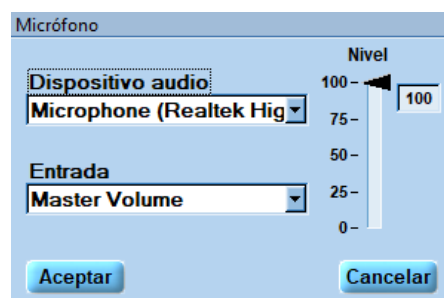 Micrófono
Nivel
Dispositivo audio
100
100
Microphone (Realtek Hig
75
50
Entrada
Master Volume
25
0
Aceptar
Cancelar